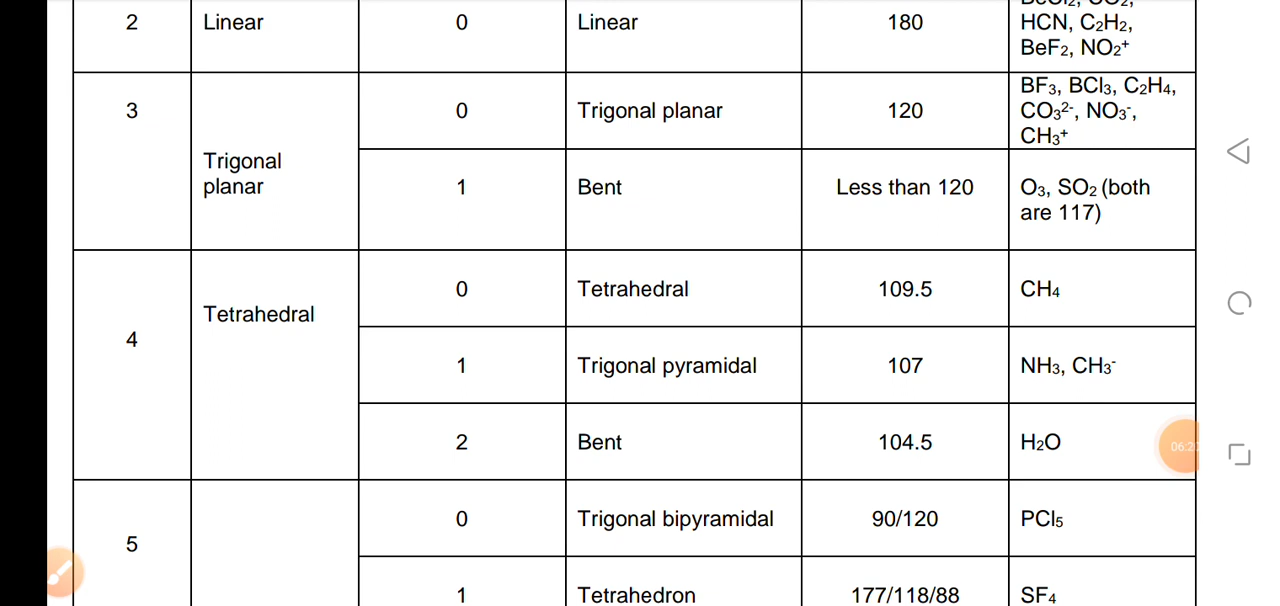 BeCl2, CO2,
2 Linear 0 Linear 180 HCN, C2H2,
BeF2, NO2+
BF3, BCl3, C2H4,
3 0 Trigonal planar 120 CO3²-, NO3-,
CH3+
Trigonal
planar 1 Bent Less than 120 O3, SO2 (both
are 117)
0 Tetrahedral 109.5 CH4
Tetrahedral
4
1 Trigonal pyramidal 107 NH3, CH3-
2 Bent 104.5 H2O
0 Trigonal bipyramidal 90/120 PCl5
5
1 Tetrahedron 177/118/88 SF4